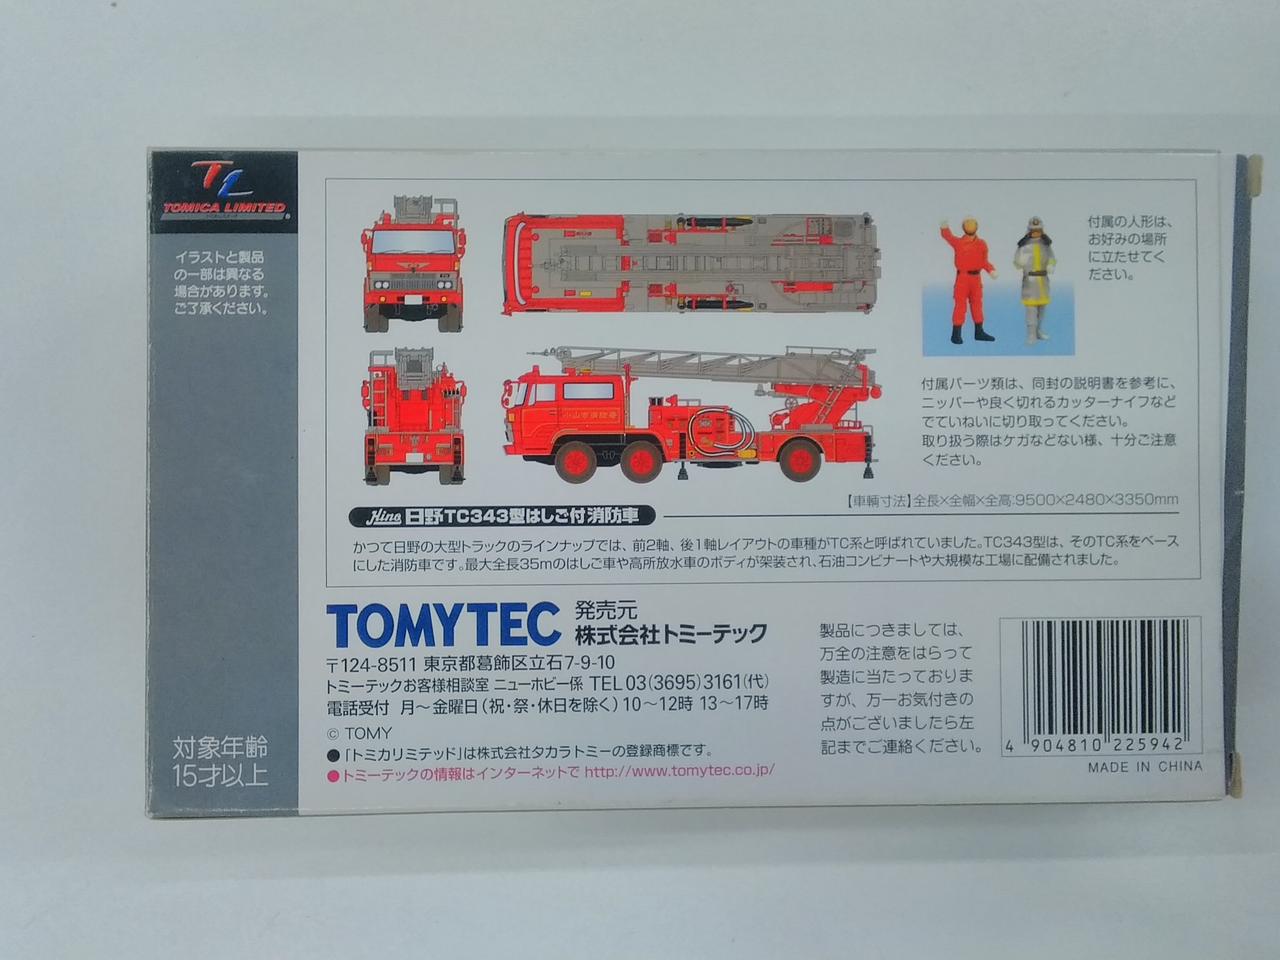 TL
TOMICA LIMITED
イラストと製品
の一部は異なる
場合があります。
ご了承ください。
対象年齢
15才以上
小山市消防署
付属の人形は、
お好みの場所
に立たせてく
ださい。
付属パーツ類は、同封の説明書を参考に、
ニッパーや良く切れるカッターナイフなど
でていねいに切り取ってください。
取り扱う際はケガなどない様、十分ご注意
ください。
【車輌寸法】全長×全幅×全高:9500×2480×3350mm
Hino 日野TC343型はしご付消防車
かつて日野の大型トラックのラインナップでは、前2軸、後1軸レイアウトの車種がTC系と呼ばれていました。TC343型は、そのTC系をベース
にした消防車です。最大全長35mのはしご車や高所放水車のボディが架装され、石油コンビナートや大規模な工場に配備されました。
TOMYTEC 発売元
株式会社トミーテック
〒124-8511 東京都葛飾区立石7-9-10
トミーテックお客様相談室 ニューホビー係 TEL 03(3695)3161(代)
電話受付 月～金曜日(祝・祭・休日を除く) 10～12時 13～17時
© TOMY
●「トミカリミテッド」は株式会社タカラトミーの登録商標です。
●トミーテックの情報はインターネットで http://www.tomytec.co.jp/
製品につきましては、
万全の注意をはらって
製造に当たっておりま
すが、万一お気付きの
点がございましたら左
記までご連絡ください。
4 904810 225942
MADE IN CHINA